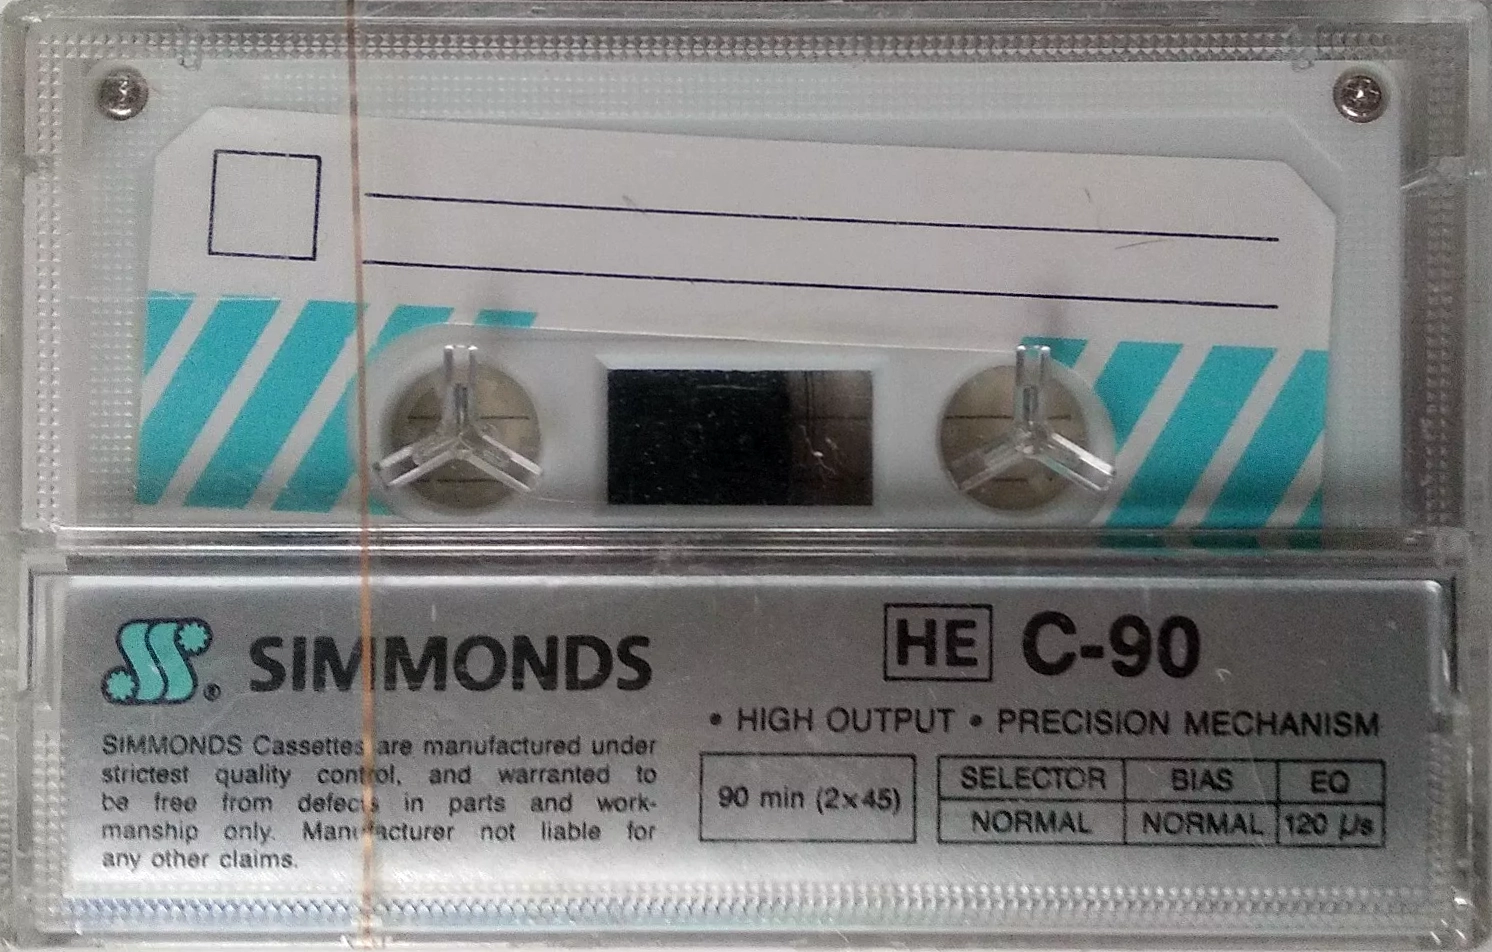 ® SIMMONDS
SIMMONDS Cassettes are manufactured under
strictest quality control, and warranted to
be free from defects in parts and work-
manship only. Manufacturer not liable for
any other claims.
HE C-90
• HIGH OUTPUT • PRECISION MECHANISM
90 min (2x45)
SELECTOR BIAS EQ
NORMAL NORMAL 120 µs